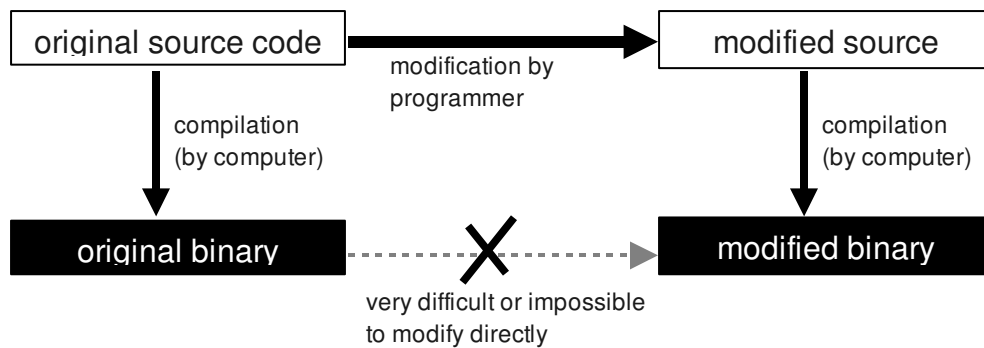 original source code
modified source
modification by
programmer
compilation
(by computer)
compilation
(by computer)
original binary
modified binary
very difficult or impossible
to modify directly